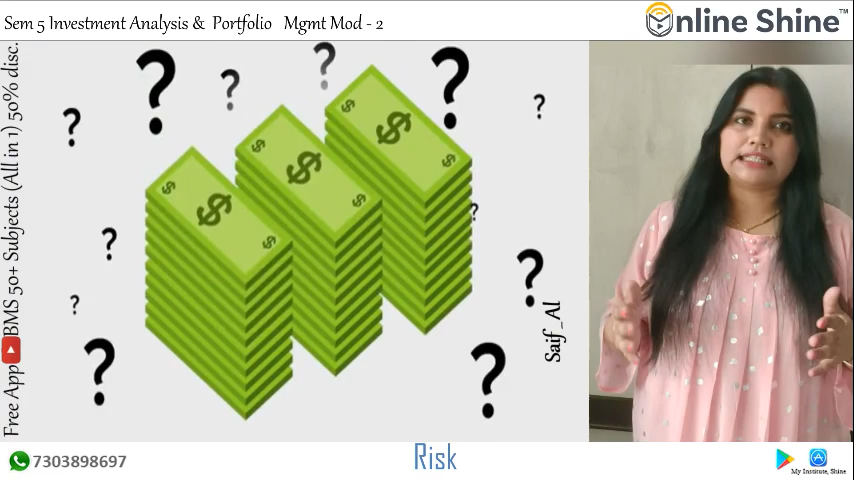 Sem 5 Investment Analysis & Portfolio Mgmt Mod - 2
Online Shine™
Free App BMS 50+ Subjects (All in 1) 50% disc.
? ? ? ? ? ?
$ $ $
$ $ $
$ $ $
? ? ? ? ? ?
Saif_Al
7303898697
Risk
My Institute, Shine